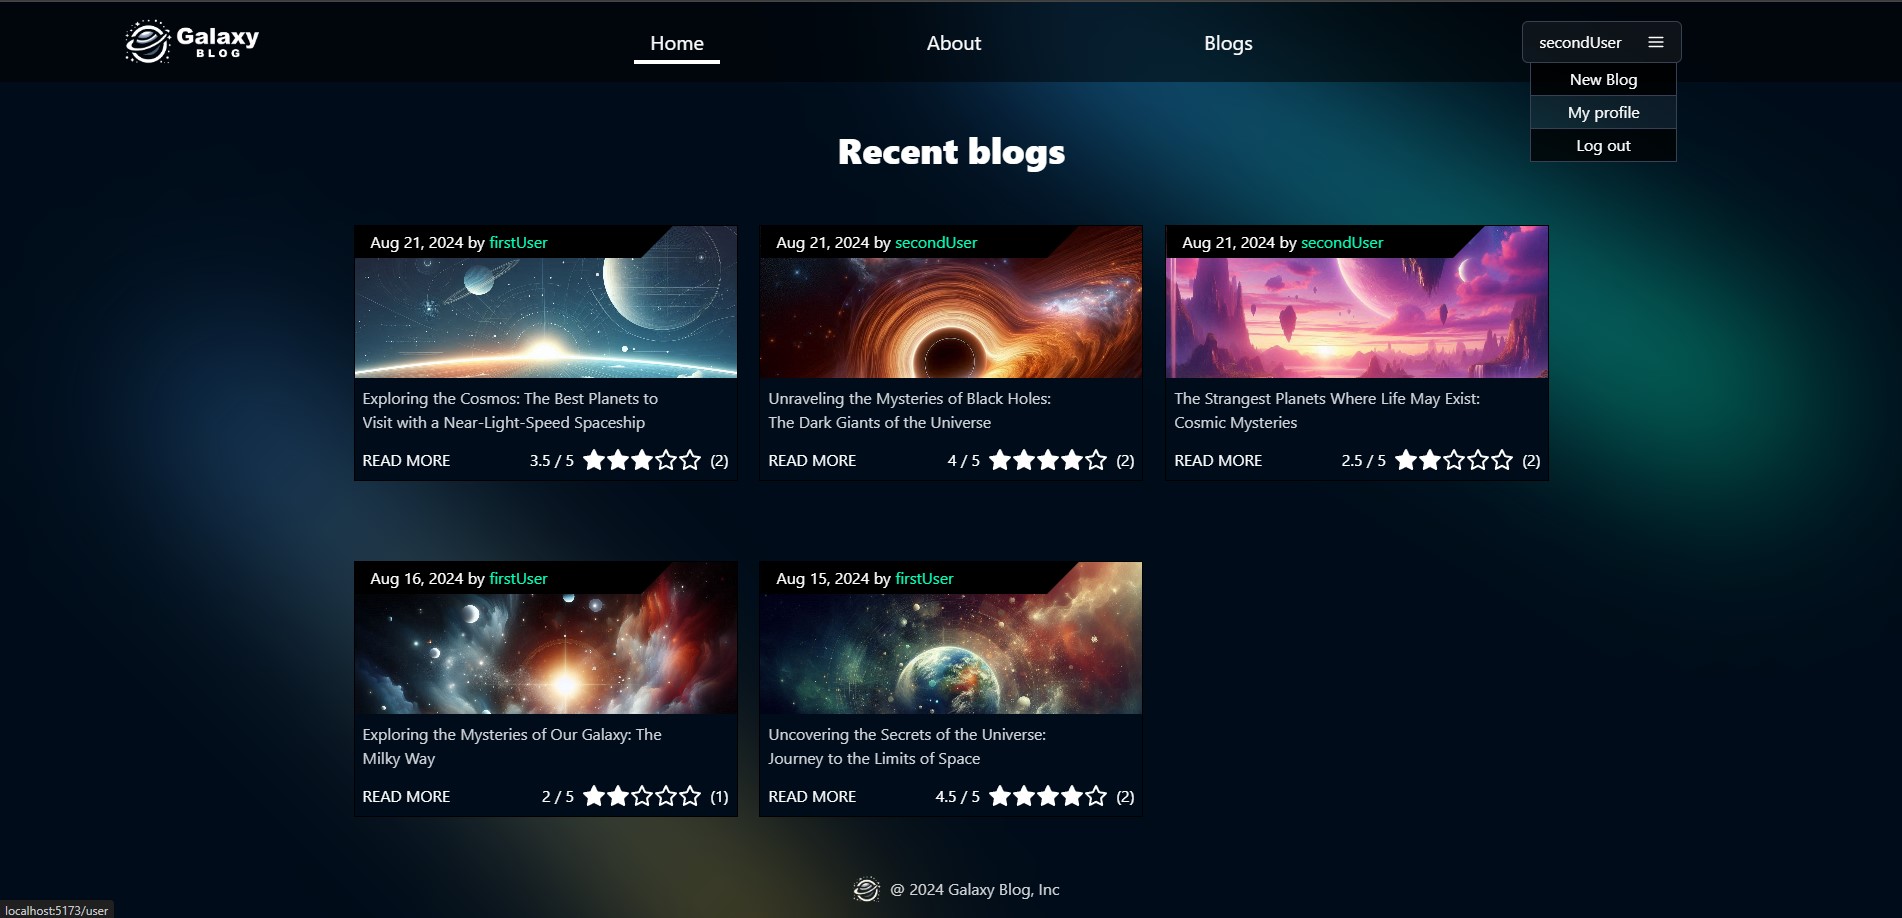 Galaxy
BLOG
Home
About
Blogs
secondUser
New Blog
My profile
Log out
Recent blogs
Aug 21, 2024 by firstUser
Exploring the Cosmos: The Best Planets to
Visit with a Near-Light-Speed Spaceship
READ MORE
3.5 / 5
(2)
Aug 21, 2024 by secondUser
Unraveling the Mysteries of Black Holes:
The Dark Giants of the Universe
READ MORE
4 / 5
(2)
Aug 21, 2024 by secondUser
The Strangest Planets Where Life May Exist:
Cosmic Mysteries
READ MORE
2.5 / 5
(2)
Aug 16, 2024 by firstUser
Exploring the Mysteries of Our Galaxy: The
Milky Way
READ MORE
2 / 5
(1)
Aug 15, 2024 by firstUser
Uncovering the Secrets of the Universe:
Journey to the Limits of Space
READ MORE
4.5 / 5
(2)
@ 2024 Galaxy Blog, Inc
localhost:5173/user